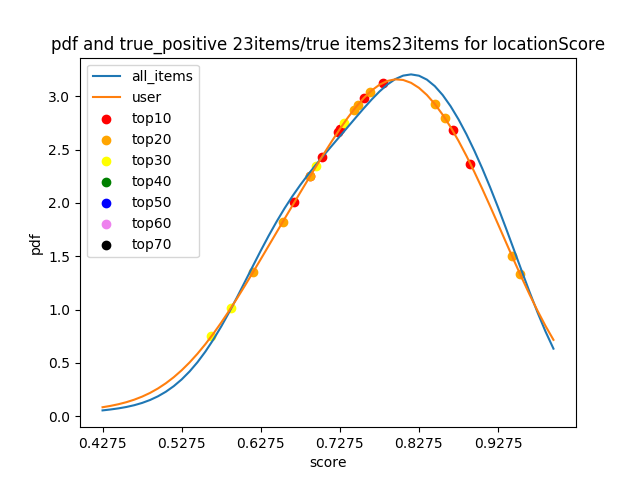 pdf and true_positive 23items/true items23items for locationScore
all_items
user
top10
top20
top30
top40
top50
top60
top70
3.0
2.5
2.0
1.5
1.0
0.5
0.0
pdf
0.4275 0.5275 0.6275 0.7275 0.8275 0.9275
score